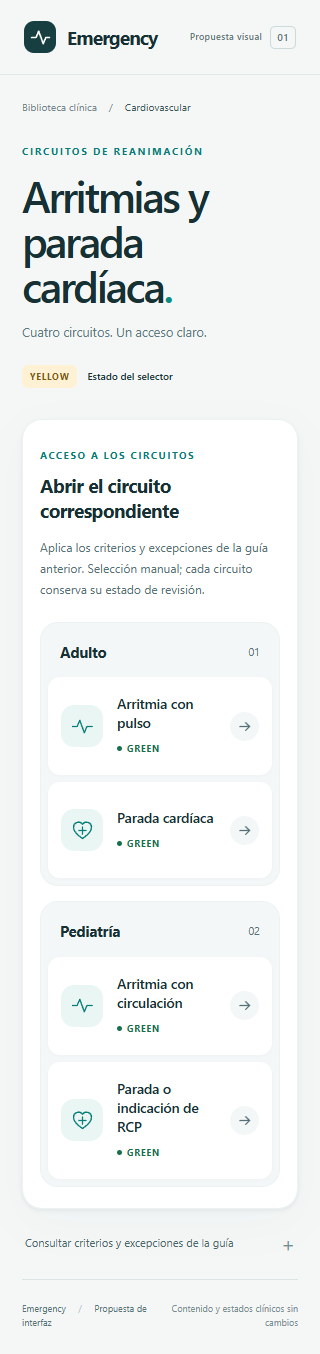 Emergency
Propuesta visual 01
Biblioteca clínica / Cardiovascular
CIRCUITOS DE REANIMACIÓN
Arritmias y
parada
cardíaca.
Cuatro circuitos. Un acceso claro.
YELLOW Estado del selector
ACCESO A LOS CIRCUITOS
Abrir el circuito
correspondiente
Aplica los criterios y excepciones de la guía
anterior. Selección manual; cada circuito
conserva su estado de revisión.
Adulto 01
Arritmia con
pulso
GREEN
Parada cardíaca
GREEN
Pediatría 02
Arritmia con
circulación
GREEN
Parada o
indicación de
RCP
GREEN
Consultar criterios y excepciones de la guía +
Emergency / Propuesta de
interfaz
Contenido y estados clínicos sin
cambios